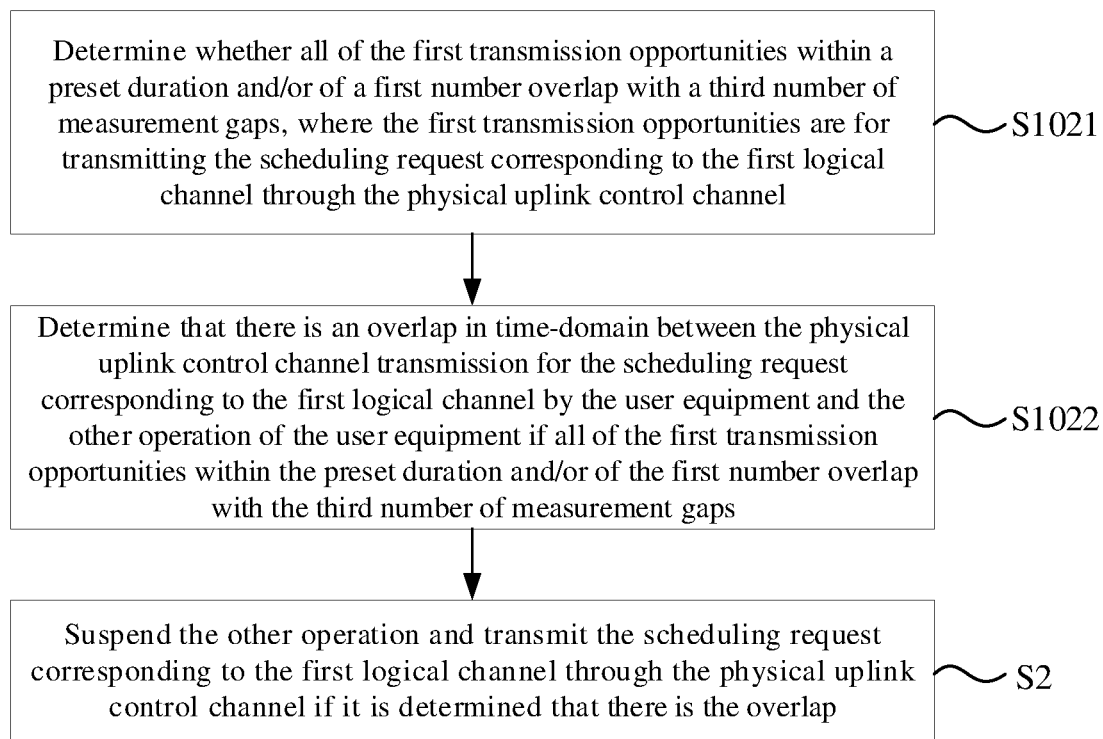 Determine whether all of the first transmission opportunities within a
preset duration and/or of a first number overlap with a third number of
measurement gaps, where the first transmission opportunities are for
transmitting the scheduling request corresponding to the first logical
channel through the physical uplink control channel
S1021
Determine that there is an overlap in time-domain between the physical
uplink control channel transmission for the scheduling request
corresponding to the first logical channel by the user equipment and the
other operation of the user equipment if all of the first transmission
opportunities within the preset duration and/or of the first number overlap
with the third number of measurement gaps
S1022
Suspend the other operation and transmit the scheduling request
corresponding to the first logical channel through the physical uplink
control channel if it is determined that there is the overlap
S2